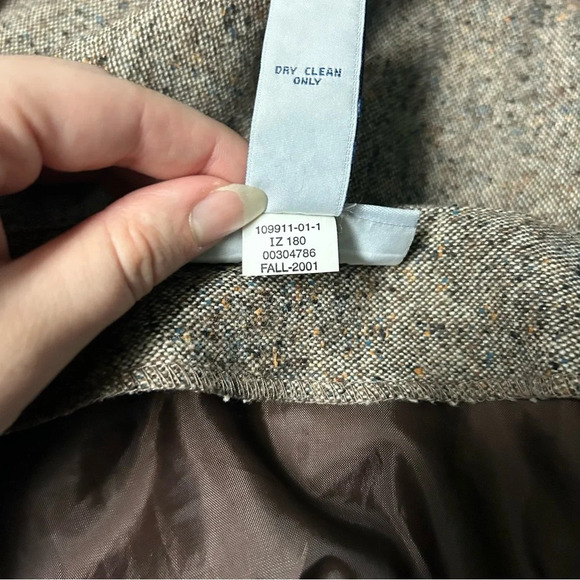 DRY CLEAN
ONLY
109911-01-1
IZ 180
00304786
FALL-2001